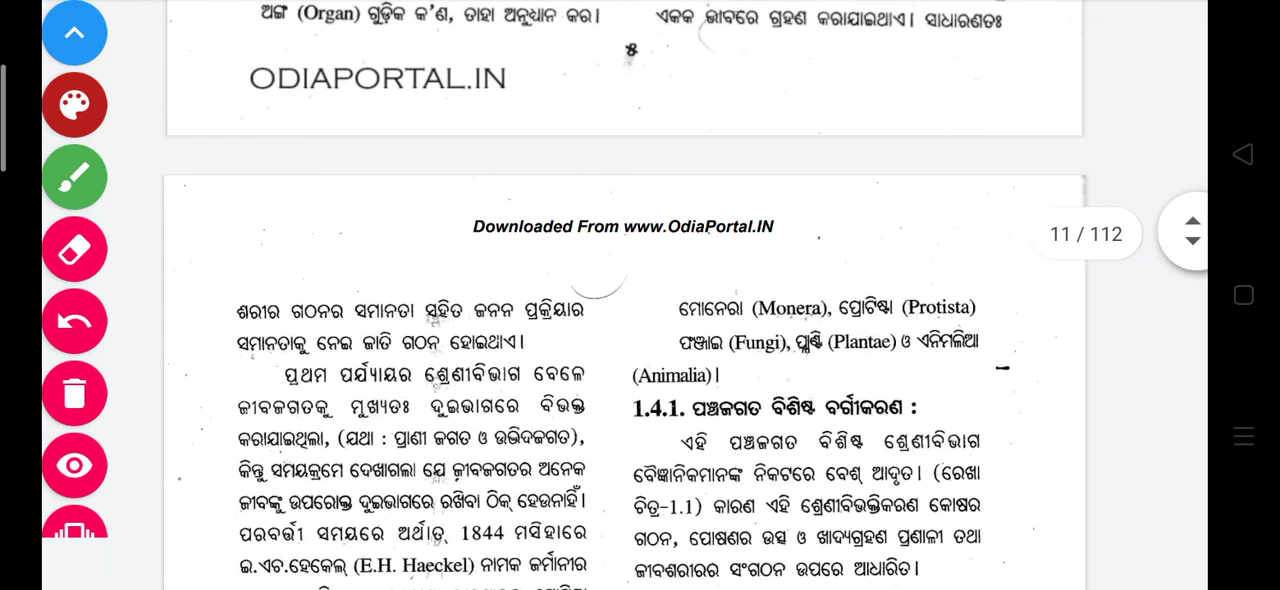 ଅଙ୍ଗ (Organ) ଗୁଡ଼ିକ କ'ଣ, ତାହା ଅନୁଧ୍ୟାନ କର।
ଏକକ ଭାବରେ ଗ୍ରହଣ କରାଯାଇଥାଏ। ସାଧାରଣତଃ
୫
ODIAPORTAL.IN
Downloaded From www.OdiaPortal.IN
11 / 112
ଶରୀର ଗଠନର ସମାନତା ସହିତ ଜନନ ପ୍ରକ୍ରିୟାର
ସମାନତାକୁ ନେଇ ଜାତି ଗଠନ ହୋଇଥାଏ।
ପ୍ରଥମ ପର୍ଯ୍ୟାୟର ଶ୍ରେଣୀବିଭାଗ ବେଳେ
ଜୀବଜଗତକୁ ମୁଖ୍ୟତଃ ଦୁଇଭାଗରେ ବିଭକ୍ତ
କରାଯାଇଥିଲା, (ଯଥା : ପ୍ରାଣୀ ଜଗତ ଓ ଉଦ୍ଭିଦଜଗତ),
କିନ୍ତୁ ସମୟକ୍ରମେ ଦେଖାଗଲା ଯେ ଜୀବଜଗତର ଅନେକ
ଜୀବଙ୍କୁ ଉପରୋକ୍ତ ଦୁଇଭାଗରେ ରଖିବା ଠିକ୍ ହେଉନାହିଁ।
ପରବର୍ତ୍ତୀ ସମୟରେ ଅର୍ଥାତ୍ 1844 ମସିହାରେ
ଇ.ଏଚ.ହେକେଲ୍ (E.H. Haeckel) ନାମକ ଜର୍ମାନୀର
ମୋନେରା (Monera), ପ୍ରୋଟିଷ୍ଟା (Protista)
ଫଞ୍ଜାଇ (Fungi), ପ୍ଲାଣ୍ଟି (Plantae) ଓ ଏନିମଲିଆ
(Animalia)।
1.4.1. ପଞ୍ଚଜଗତ ବିଶିଷ୍ଟ ବର୍ଗୀକରଣ :
ଏହି ପଞ୍ଚଜଗତ ବିଶିଷ୍ଟ ଶ୍ରେଣୀବିଭାଗ
ବୈଜ୍ଞାନିକମାନଙ୍କ ନିକଟରେ ବେଶ୍ ଆଦୃତ। (ରେଖା
ଚିତ୍ର-1.1) କାରଣ ଏହି ଶ୍ରେଣୀବିଭକ୍ତିକରଣ କୋଷର
ଗଠନ, ପୋଷଣର ଉତ୍ସ ଓ ଖାଦ୍ୟଗ୍ରହଣ ପ୍ରଣାଳୀ ତଥା
ଜୀବଶରୀରର ସଂଗଠନ ଉପରେ ଆଧାରିତ।